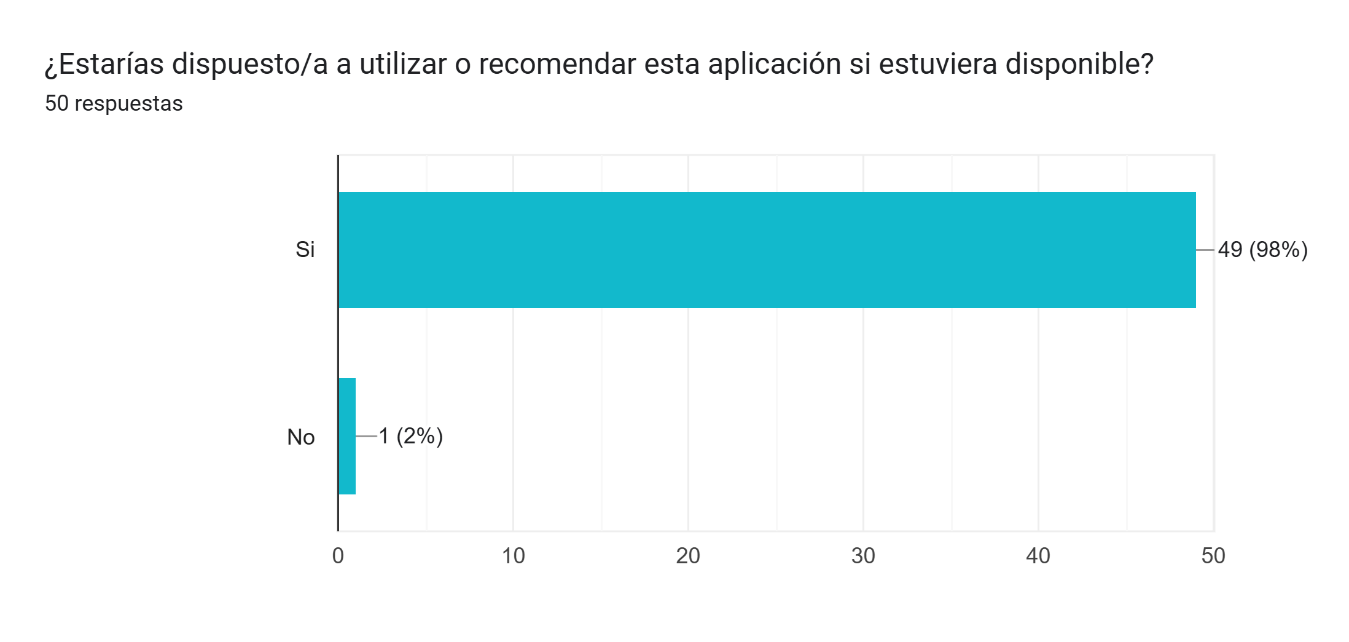 ¿Estarías dispuesto/a a utilizar o recomendar esta aplicación si estuviera disponible?
50 respuestas
Si
49 (98%)
No
1 (2%)
0 10 20 30 40 50